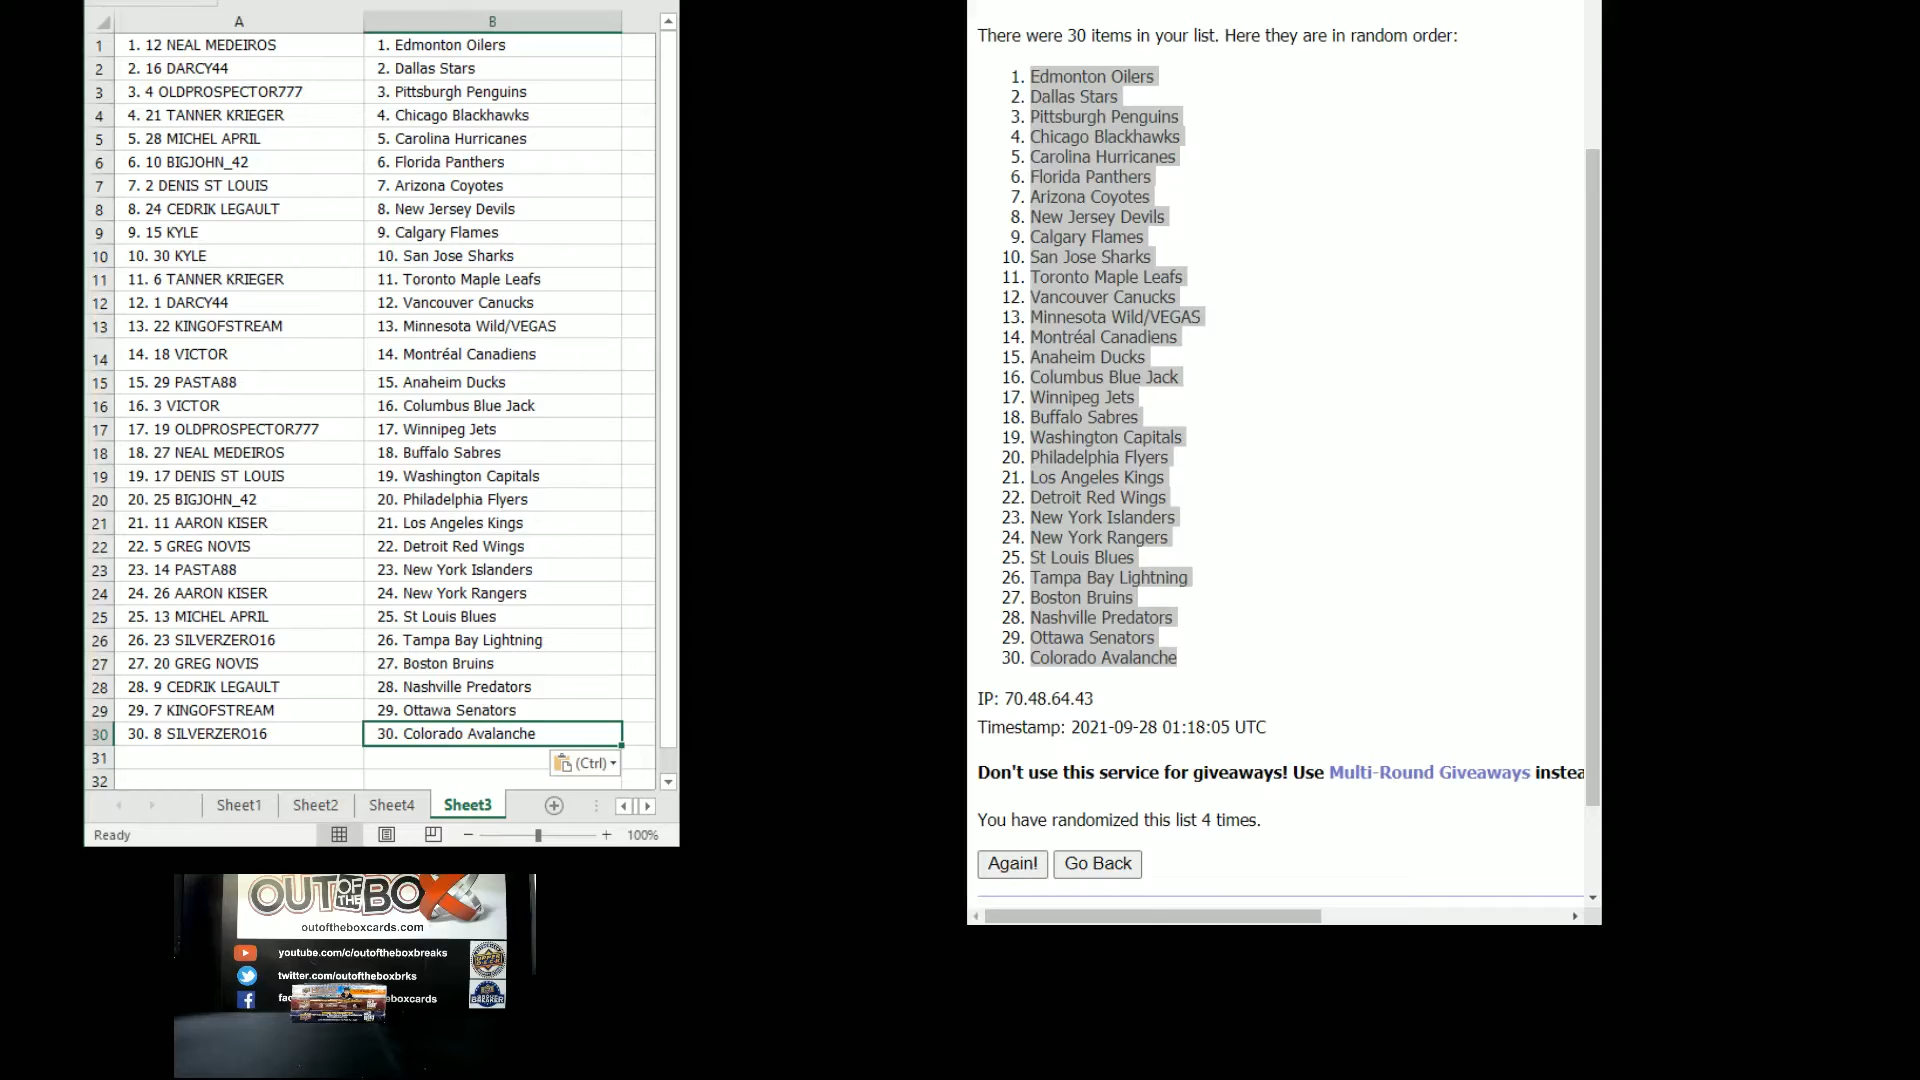 A B
1 1. 12 NEAL MEDEIROS 1. Edmonton Oilers
2 2. 16 DARCY44 2. Dallas Stars
3 3. 4 OLDPROSPECTOR777 3. Pittsburgh Penguins
4 4. 21 TANNER KRIEGER 4. Chicago Blackhawks
5 5. 28 MICHEL APRIL 5. Carolina Hurricanes
6 6. 10 BIGJOHN_42 6. Florida Panthers
7 7. 2 DENIS ST LOUIS 7. Arizona Coyotes
8 8. 24 CEDRIK LEGAULT 8. New Jersey Devils
9 9. 15 KYLE 9. Calgary Flames
10 10. 30 KYLE 10. San Jose Sharks
11 11. 6 TANNER KRIEGER 11. Toronto Maple Leafs
12 12. 1 DARCY44 12. Vancouver Canucks
13 13. 22 KINGOFSTREAM 13. Minnesota Wild/VEGAS
14 14. 18 VICTOR 14. Montréal Canadiens
15 15. 29 PASTA88 15. Anaheim Ducks
16 16. 3 VICTOR 16. Columbus Blue Jack
17 17. 19 OLDPROSPECTOR777 17. Winnipeg Jets
18 18. 27 NEAL MEDEIROS 18. Buffalo Sabres
19 19. 17 DENIS ST LOUIS 19. Washington Capitals
20 20. 25 BIGJOHN_42 20. Philadelphia Flyers
21 21. 11 AARON KISER 21. Los Angeles Kings
22 22. 5 GREG NOVIS 22. Detroit Red Wings
23 23. 14 PASTA88 23. New York Islanders
24 24. 26 AARON KISER 24. New York Rangers
25 25. 13 MICHEL APRIL 25. St Louis Blues
26 26. 23 SILVERZERO16 26. Tampa Bay Lightning
27 27. 20 GREG NOVIS 27. Boston Bruins
28 28. 9 CEDRIK LEGAULT 28. Nashville Predators
29 29. 7 KINGOFSTREAM 29. Ottawa Senators
30 30. 8 SILVERZERO16 30. Colorado Avalanche
31
32
(Ctrl)
Sheet1 Sheet2 Sheet4 Sheet3
Ready 100%
There were 30 items in your list. Here they are in random order:
1. Edmonton Oilers
2. Dallas Stars
3. Pittsburgh Penguins
4. Chicago Blackhawks
5. Carolina Hurricanes
6. Florida Panthers
7. Arizona Coyotes
8. New Jersey Devils
9. Calgary Flames
10. San Jose Sharks
11. Toronto Maple Leafs
12. Vancouver Canucks
13. Minnesota Wild/VEGAS
14. Montréal Canadiens
15. Anaheim Ducks
16. Columbus Blue Jack
17. Winnipeg Jets
18. Buffalo Sabres
19. Washington Capitals
20. Philadelphia Flyers
21. Los Angeles Kings
22. Detroit Red Wings
23. New York Islanders
24. New York Rangers
25. St Louis Blues
26. Tampa Bay Lightning
27. Boston Bruins
28. Nashville Predators
29. Ottawa Senators
30. Colorado Avalanche
IP: 70.48.64.43
Timestamp: 2021-09-28 01:18:05 UTC
Don't use this service for giveaways! Use Multi-Round Giveaways instea
You have randomized this list 4 times.
Again! Go Back
OUT OF THE BOX
outoftheboxcards.com
youtube.com/c/outoftheboxbreaks
twitter.com/outoftheboxbrks
fac eboxcards
UPPER DECK